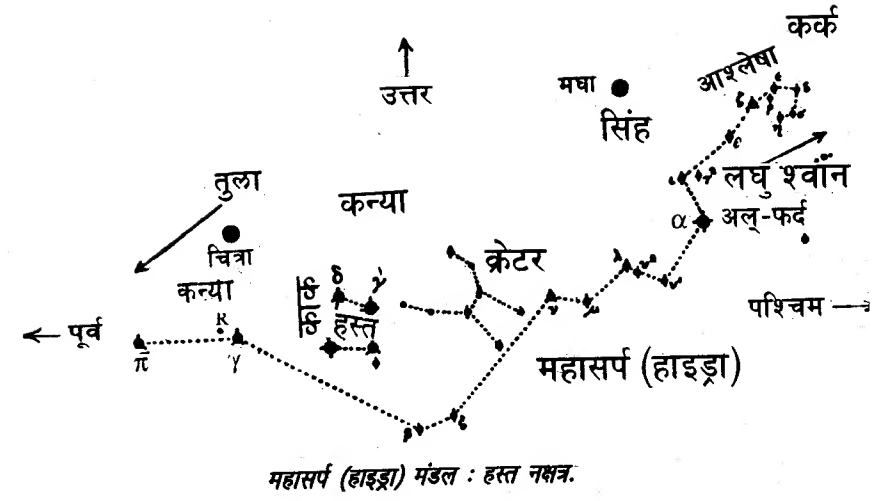 कर्क
आश्लेषा
मघा
उत्तर
सिंह
लघु श्वॉन
तुला
कन्या
α अल्-फर्द
चित्रा
क्रेटर
कन्या
काक
δ γ
हस्त
पश्चिम
पूर्व
R
π γ
ν μ λ
महासर्प (हाइड्रा)
β ξ
महासर्प (हाइड्रा) मंडल : हस्त नक्षत्र.